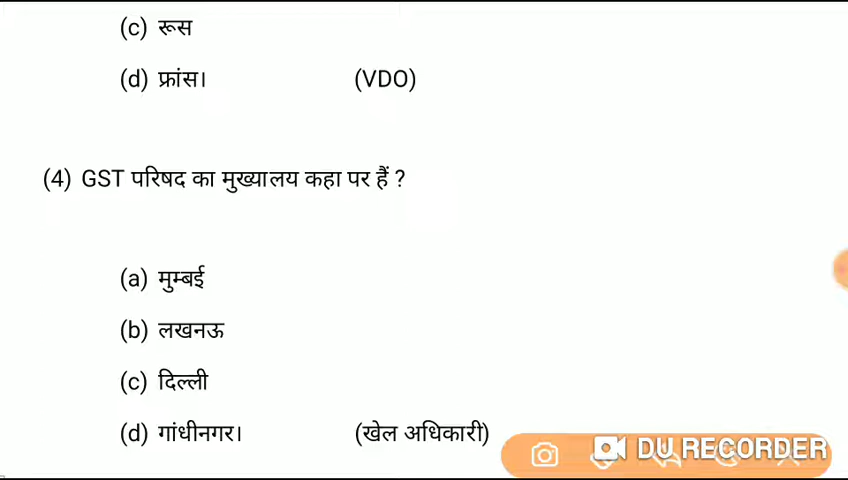 (c) रूस
(d) फ्रांस। (VDO)
(4) GST परिषद का मुख्यालय कहा पर हैं ?
(a) मुम्बई
(b) लखनऊ
(c) दिल्ली
(d) गांधीनगर। (खेल अधिकारी)
DU RECORDER